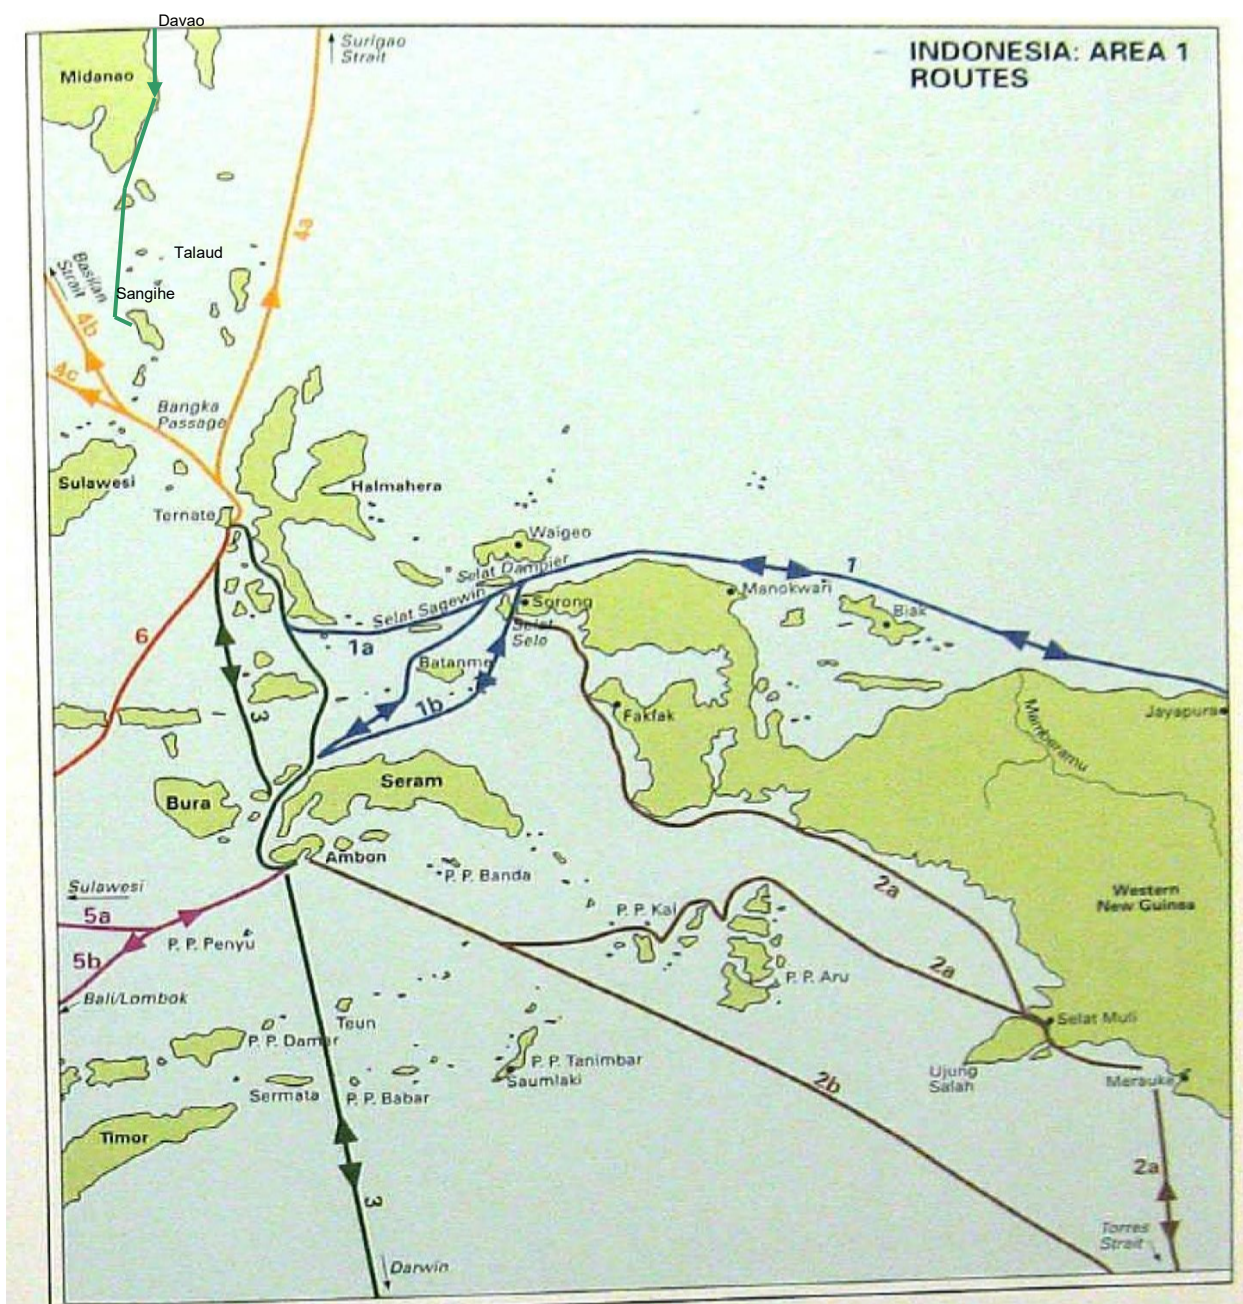 Davao
Surigao
Strait
INDONESIA: AREA 1
ROUTES
Midanao
4a
Talaud
Basilan
Strait
Sangihe
4b
4c
Bangka
Passage
Sulawesi
Halmahera
Ternate
Waigeo
Selat Dampier
1
Manokwari
Selat Sagewin
Sorong
Biak
Selat
Sele
6
1a
Batanme
1b
3
Fakfak
Mamberamu
Jayapura
Seram
Bura
Ambon
P. P. Banda
Sulawesi
2a
Western
New Guinea
5a
P. P. Kai
P. P. Penyu
5b
2a
P. P. Aru
Bali/Lombok
Teun
Selat Muli
P. P. Damar
P. P. Tanimbar
Saumlaki
Ujung
Salah
Merauke
Sermata
P. P. Babar
2b
Timor
2a
3
Torres
Strait
Darwin